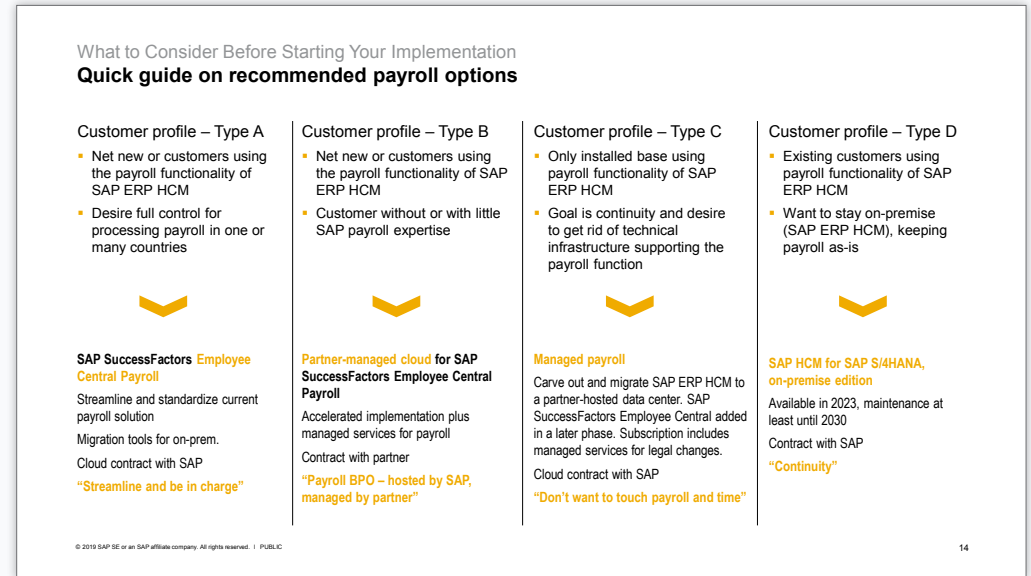 What to Consider Before Starting Your Implementation
Quick guide on recommended payroll options
Customer profile – Type A
▪ Net new or customers using
the payroll functionality of
SAP ERP HCM
▪ Desire full control for
processing payroll in one or
many countries
SAP SuccessFactors Employee
Central Payroll
Streamline and standardize current
payroll solution
Migration tools for on-prem.
Cloud contract with SAP
“Streamline and be in charge”
Customer profile – Type B
▪ Net new or customers using
the payroll functionality of SAP
ERP HCM
▪ Customer without or with little
SAP payroll expertise
Partner-managed cloud for SAP
SuccessFactors Employee Central
Payroll
Accelerated implementation plus
managed services for payroll
Contract with partner
“Payroll BPO – hosted by SAP,
managed by partner”
Customer profile – Type C
▪ Only installed base using
payroll functionality of SAP
ERP HCM
▪ Goal is continuity and desire
to get rid of technical
infrastructure supporting the
payroll function
Managed payroll
Carve out and migrate SAP ERP HCM to
a partner-hosted data center. SAP
SuccessFactors Employee Central added
in a later phase. Subscription includes
managed services for legal changes.
Cloud contract with SAP
“Don’t want to touch payroll and time”
Customer profile – Type D
▪ Existing customers using
payroll functionality of SAP
ERP HCM
▪ Want to stay on-premise
(SAP ERP HCM), keeping
payroll as-is
SAP HCM for SAP S/4HANA,
on-premise edition
Available in 2023, maintenance at
least until 2030
Contract with SAP
“Continuity”
© 2019 SAP SE or an SAP affiliate company. All rights reserved. ǀ PUBLIC
14